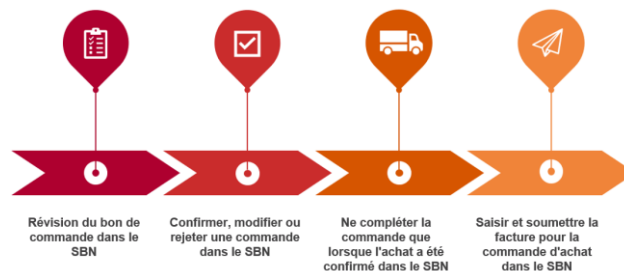 Révision du bon de
commande dans le
SBN
Confirmer, modifier ou
rejeter une commande
dans le SBN
Ne compléter la
commande que
lorsque l'achat a été
confirmé dans le SBN
Saisir et soumettre la
facture pour la
commande d'achat
dans le SBN